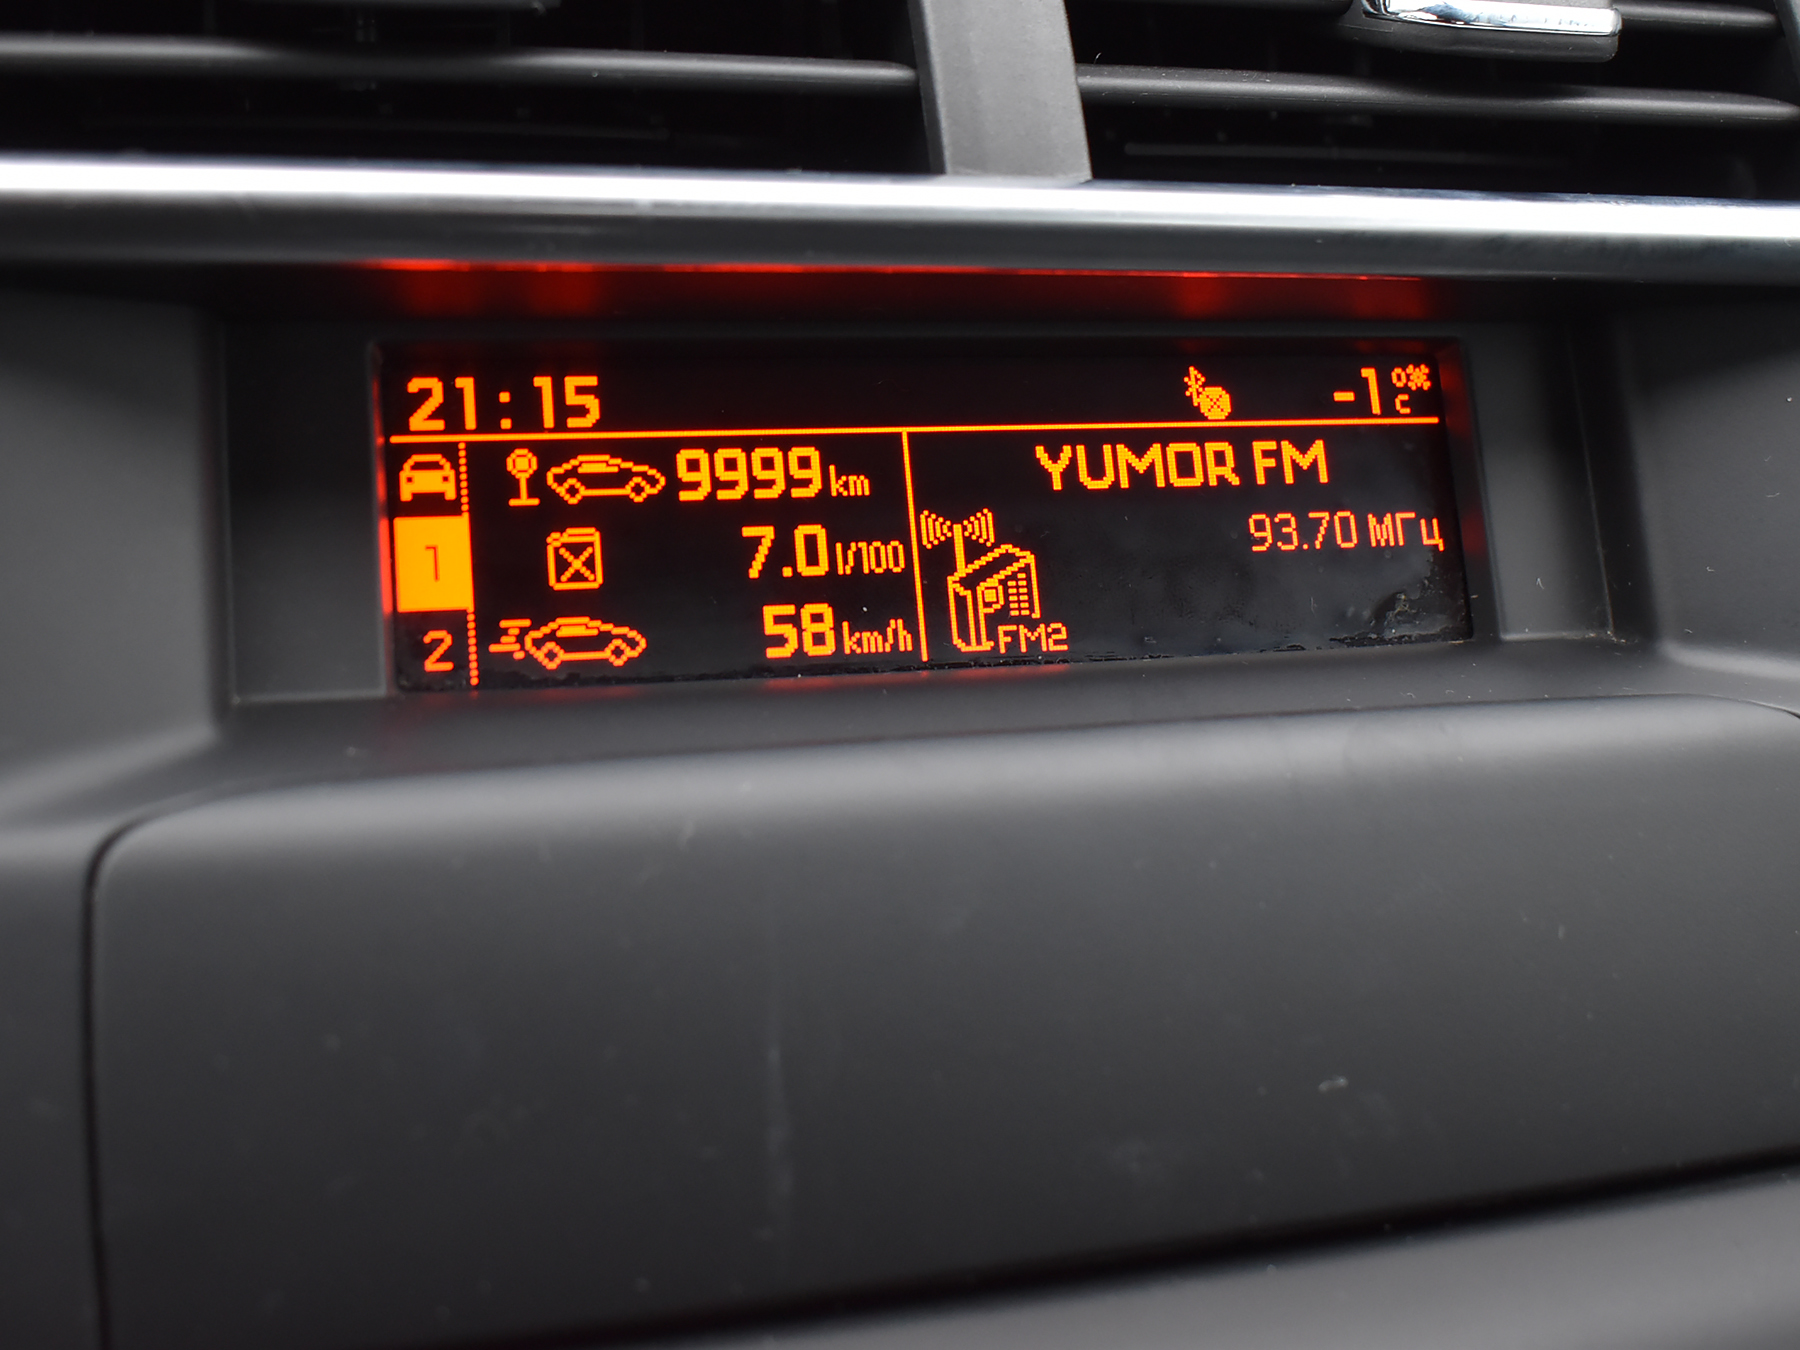 21:15 -1 °C
9999 km
1
7.0 l/100
2
58 km/h
YUMOR FM
93.70 МГц
FM2